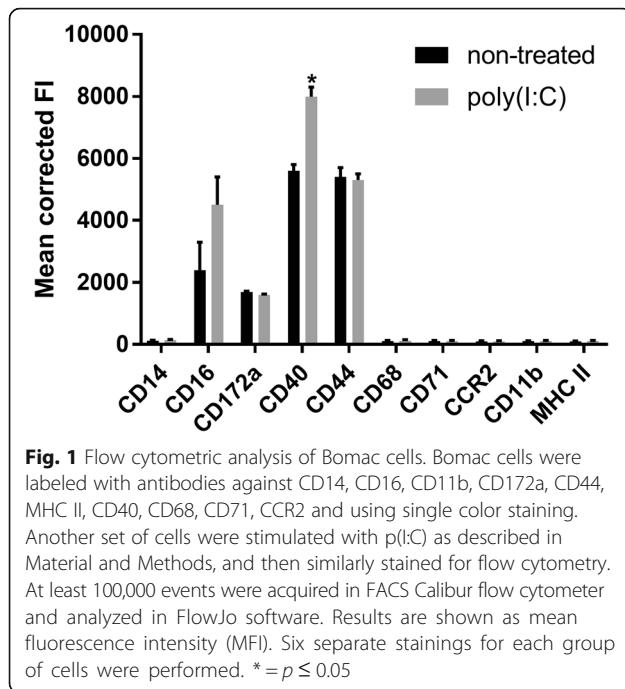 10000
8000
6000
4000
2000
0
Mean corrected FI
non-treated
poly(I:C)
*
CD14
CD16
CD172a
CD40
CD44
CD68
CD71
CCR2
CD11b
MHC II
Fig. 1 Flow cytometric analysis of Bomac cells. Bomac cells were
labeled with antibodies against CD14, CD16, CD11b, CD172a, CD44,
MHC II, CD40, CD68, CD71, CCR2 and using single color staining.
Another set of cells were stimulated with p(I:C) as described in
Material and Methods, and then similarly stained for flow cytometry.
At least 100,000 events were acquired in FACS Calibur flow cytometer
and analyzed in FlowJo software. Results are shown as mean
fluorescence intensity (MFI). Six separate stainings for each group
of cells were performed. * = p ≤ 0.05